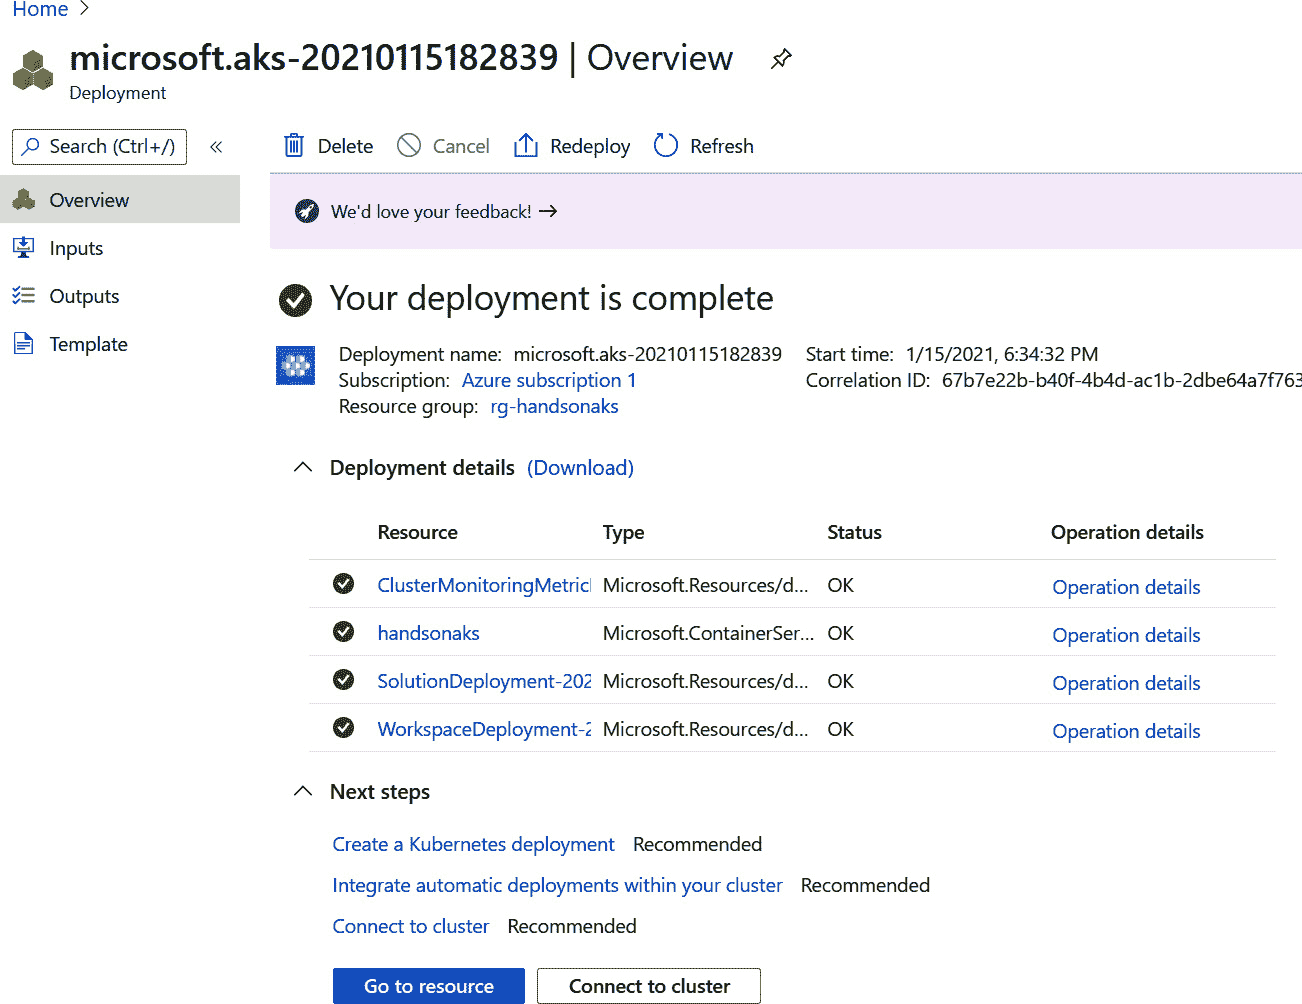 Home >
microsoft.aks-20210115182839 | Overview
Deployment
Search (Ctrl+/) «
Delete Cancel Redeploy Refresh
Overview
Inputs
Outputs
Template
We'd love your feedback! →
Your deployment is complete
Deployment name: microsoft.aks-20210115182839 Start time: 1/15/2021, 6:34:32 PM
Subscription: Azure subscription 1 Correlation ID: 67b7e22b-b40f-4b4d-ac1b-2dbe64a7f763
Resource group: rg-handsonaks
Deployment details (Download)
Resource Type Status Operation details
ClusterMonitoringMetric Microsoft.Resources/d... OK Operation details
handsonaks Microsoft.ContainerSer... OK Operation details
SolutionDeployment-202 Microsoft.Resources/d... OK Operation details
WorkspaceDeployment-2 Microsoft.Resources/d... OK Operation details
Next steps
Create a Kubernetes deployment Recommended
Integrate automatic deployments within your cluster Recommended
Connect to cluster Recommended
Go to resource Connect to cluster